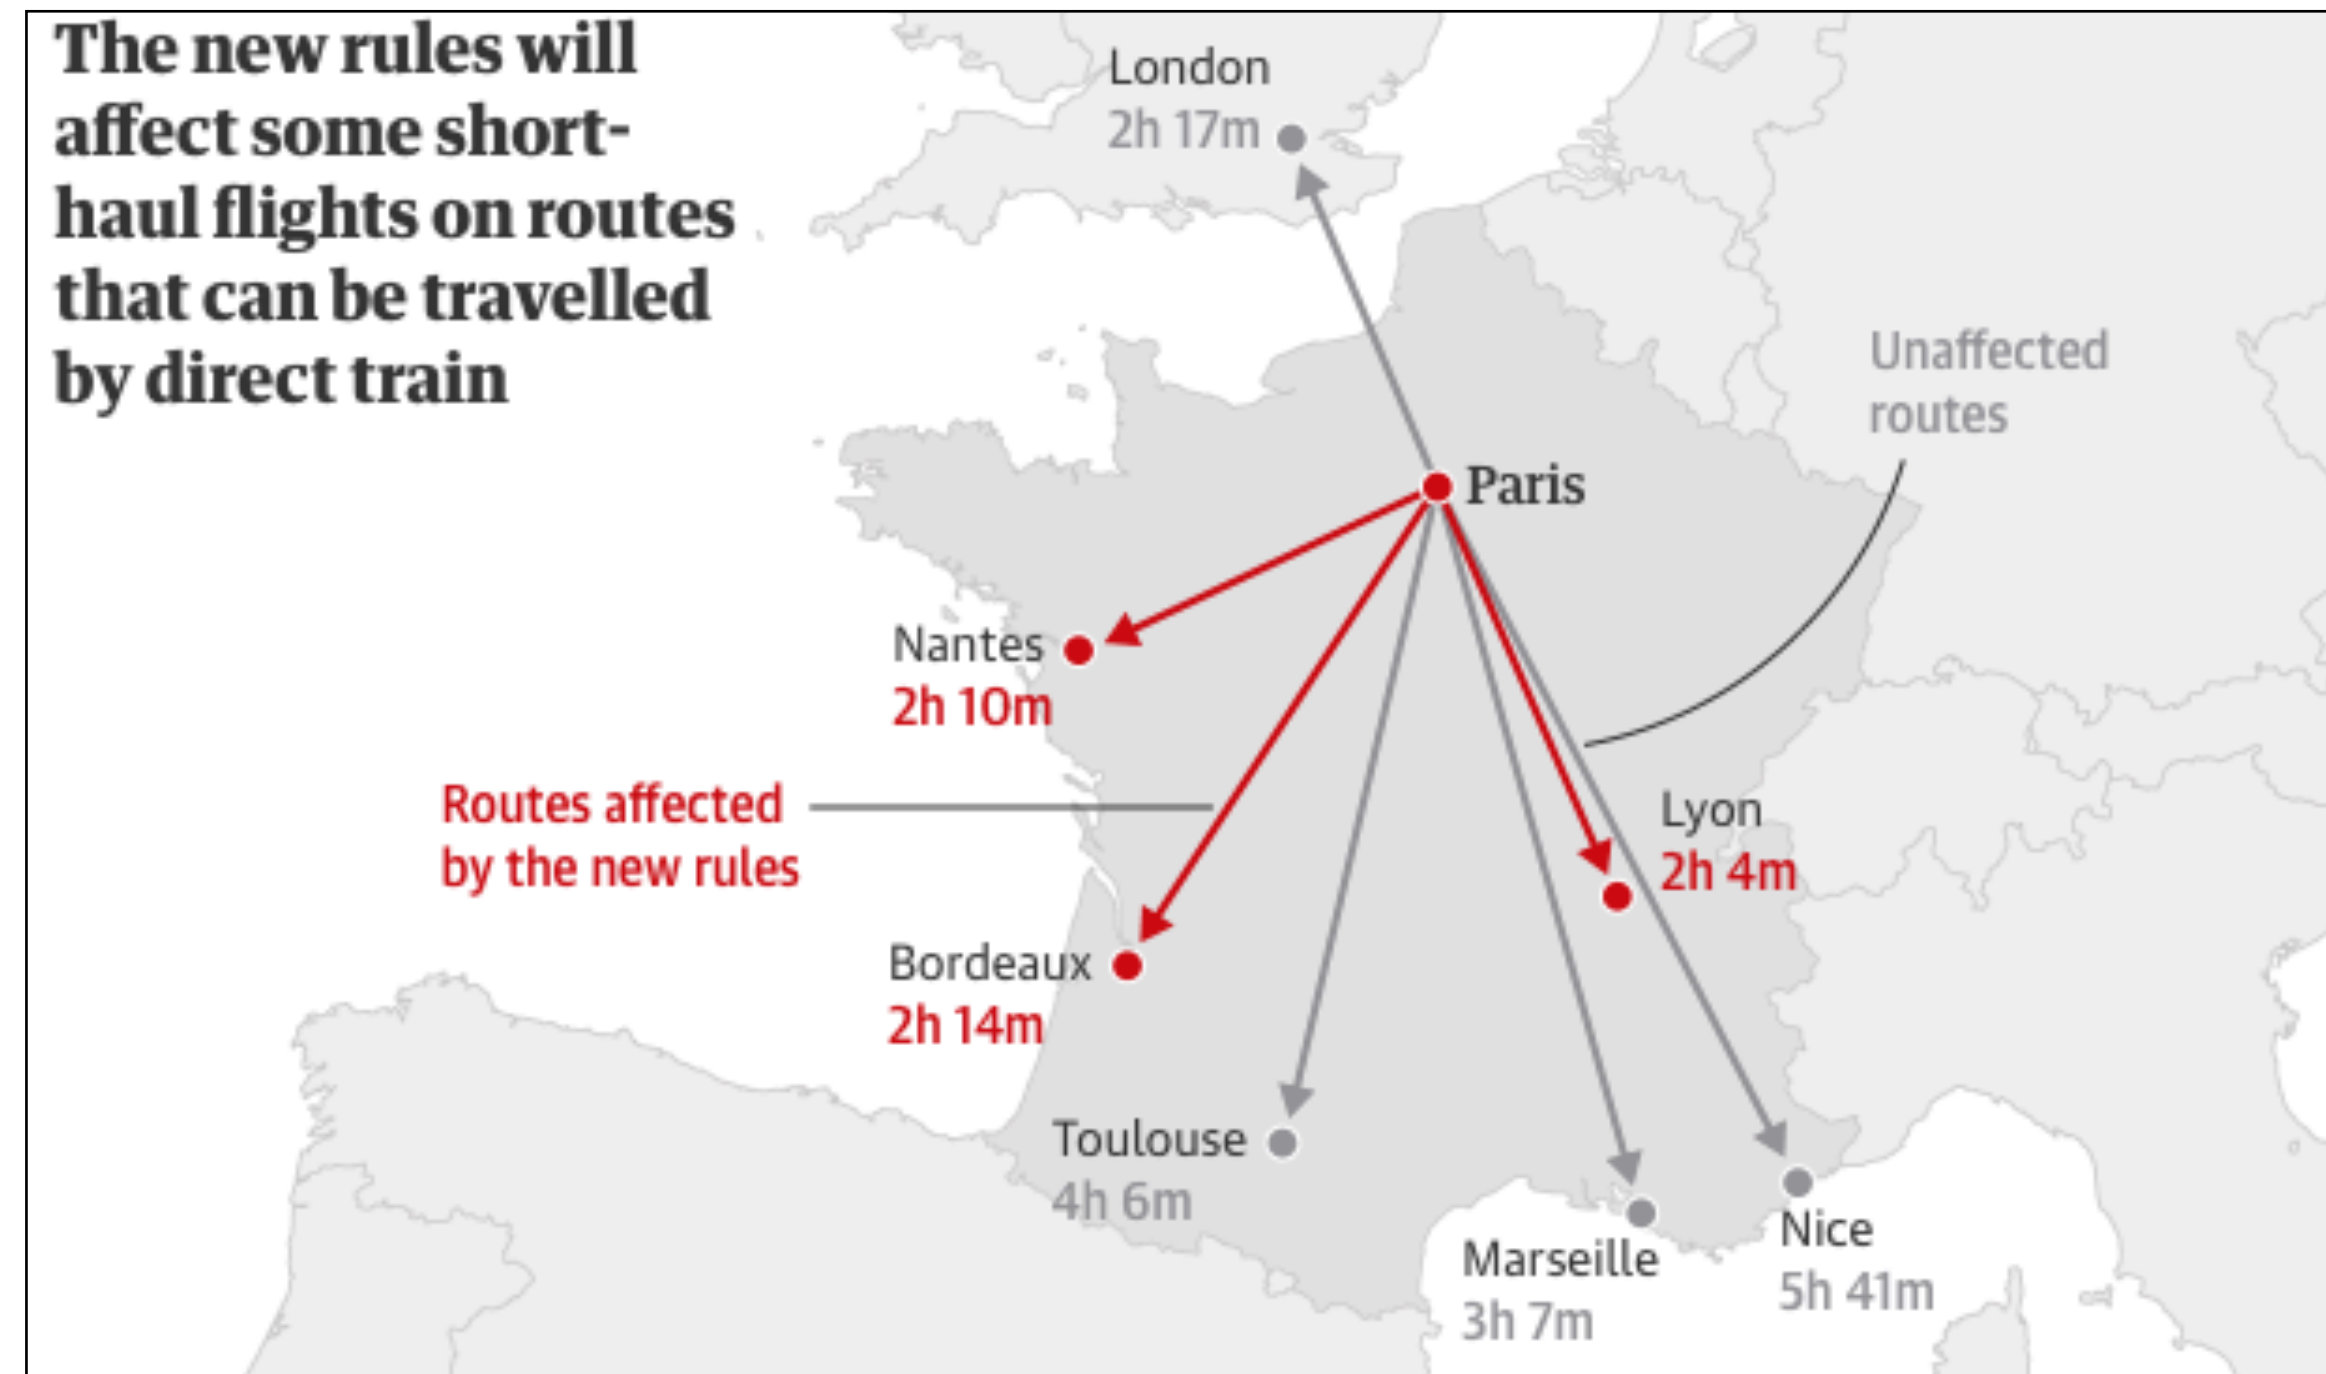 The new rules will
affect some short-
haul flights on routes
that can be travelled
by direct train
London
2h 17m
Unaffected
routes
Paris
Nantes
2h 10m
Routes affected
by the new rules
Lyon
2h 4m
Bordeaux
2h 14m
Toulouse
4h 6m
Marseille
3h 7m
Nice
5h 41m